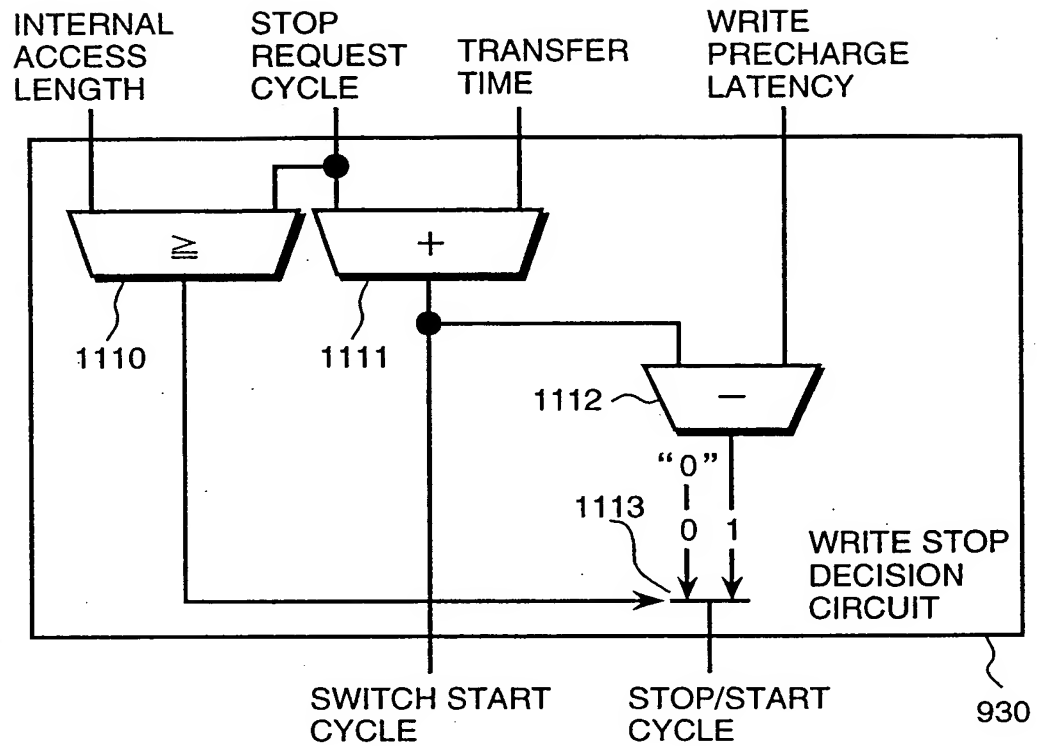 INTERNAL
ACCESS
LENGTH
STOP
REQUEST
CYCLE
TRANSFER
TIME
WRITE
PRECHARGE
LATENCY
≧
+
1110
1111
1112
−
“0”
1113
0
1
WRITE STOP
DECISION
CIRCUIT
SWITCH START
CYCLE
STOP/START
CYCLE
930